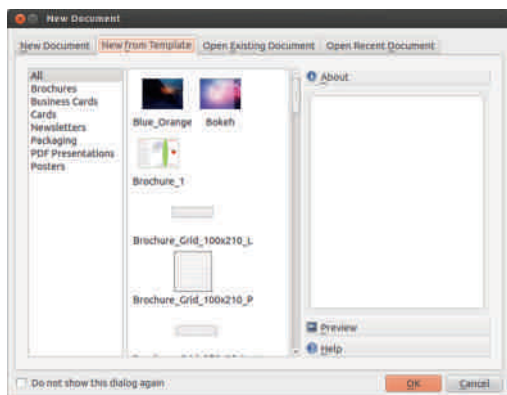 New Document
New Document New from Template Open Existing Document Open Recent Document
All
Brochures
Business Cards
Cards
Newsletters
Packaging
PDF Presentations
Posters
Blue_Orange Bokeh
Brochure_1
Brochure_Grid_100x210_L
Brochure_Grid_100x210_P
About
Preview
Help
Do not show this dialog again
OK Cancel